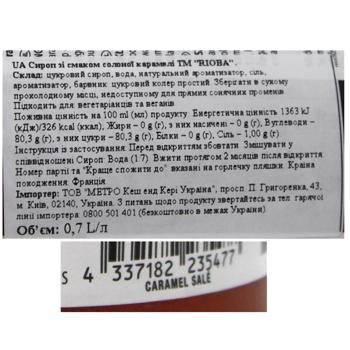 UA Сироп зі смаком солоної карамелі ТМ "RIOBA".
Склад: цукровий сироп, вода, натуральний ароматизатор, сіль,
ароматизатор, барвник: цукровий колер простий. Зберігати в сухому
прохолодному місці, недоступному для прямих сонячних променів
Підходить для вегетаріанців та веганів
Поживна цінність на 100 (мл) продукту. Енергетична цінність 1363 kJ
(кДж)/326 kcal (ккал), Жири – 0 g (г), з них насичені – 0 g (г), Вуглеводи –
80,3 g (г), з них цукри – 80,3 g (г), Білки – 0 g (г), Сіль – 1,00 g (г)
Інструкція із застосування: Перед відкриттям збовтати. Змішувати у
співвідношенні Сироп: Вода (1:7). Вжити протягом 2 місяців після відкриття.
Номер партії та "Краще спожити до" вказані на горлечку пляшки. Країна
походження: Франція
Імпортер: ТОВ "МЕТРО Кеш енд Кері Україна", просп. П. Григоренка, 43,
м. Київ, 02140, Україна. З питань щодо продукту звертайтесь за тел. гарячої
лінії імпортера: 0800 501 401 (безкоштовно в межах України).
Об'єм: 0,7 L/л
S 4 337182 235477
CARAMEL SALÉ